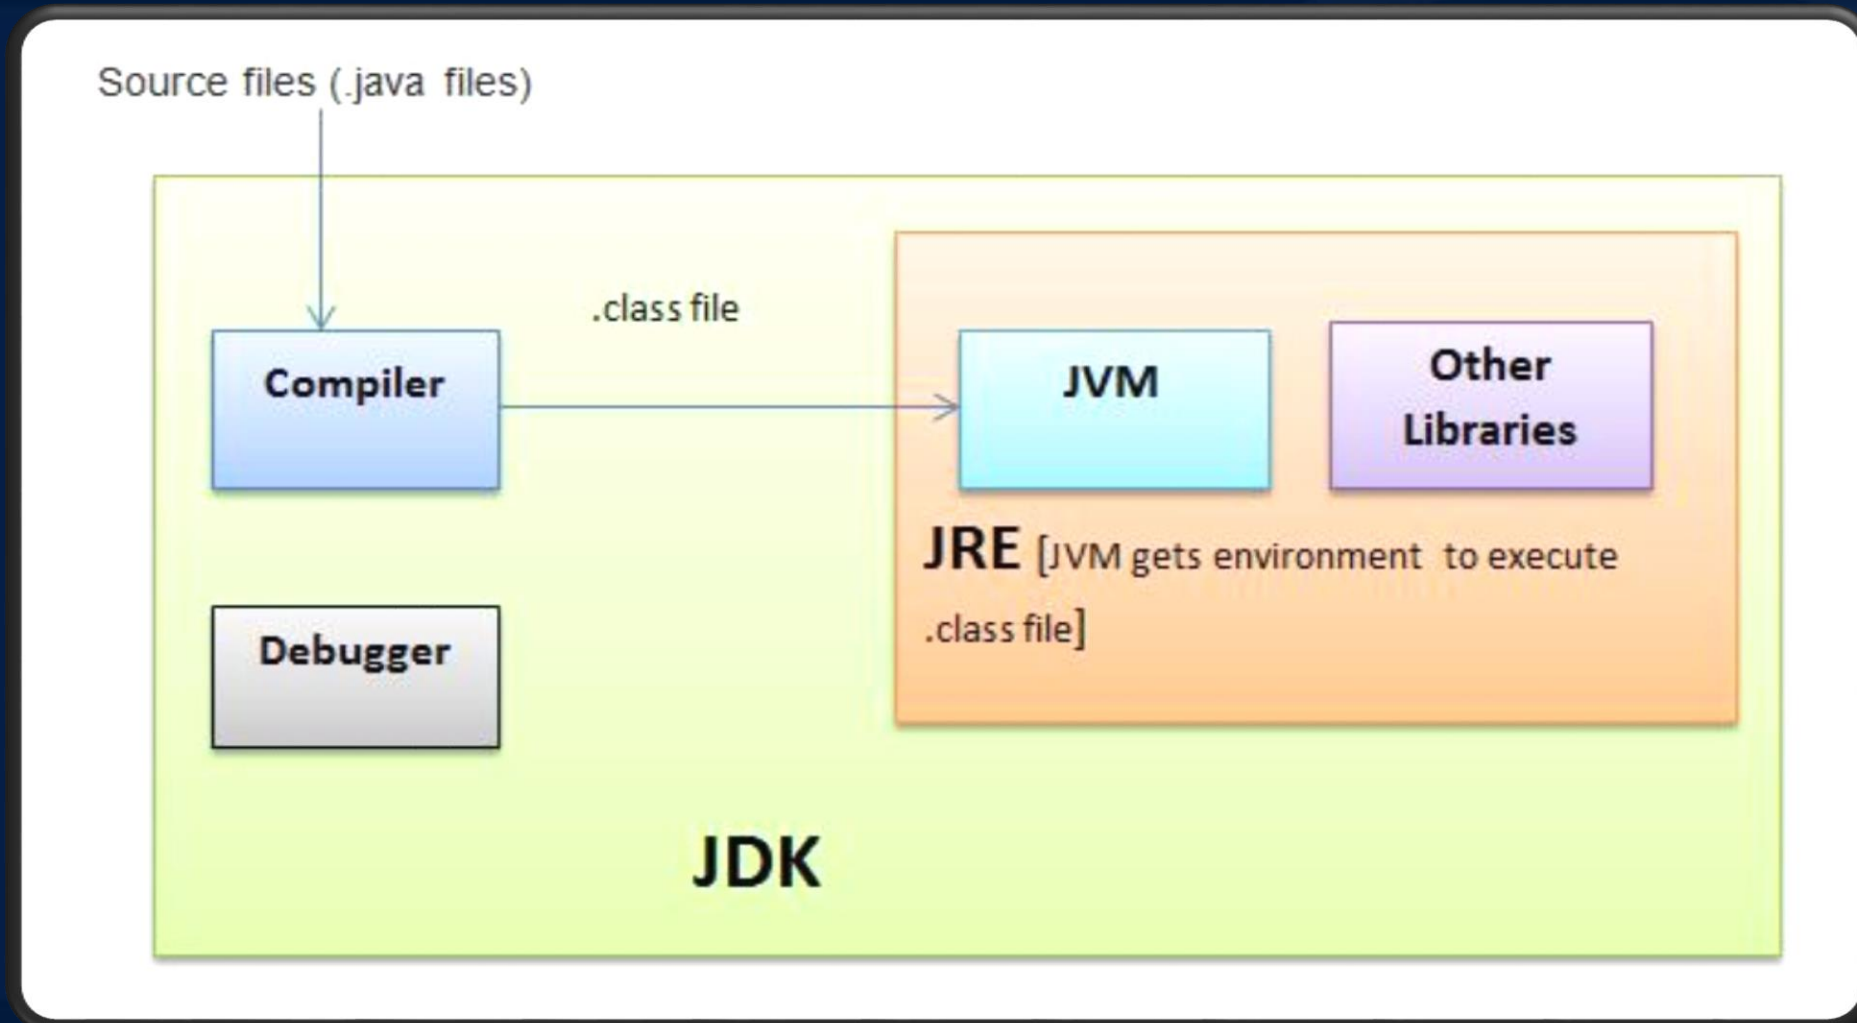 Source files (.java files)
.class file
Compiler
JVM
Other
Libraries
JRE [JVM gets environment to execute
.class file]
Debugger
JDK